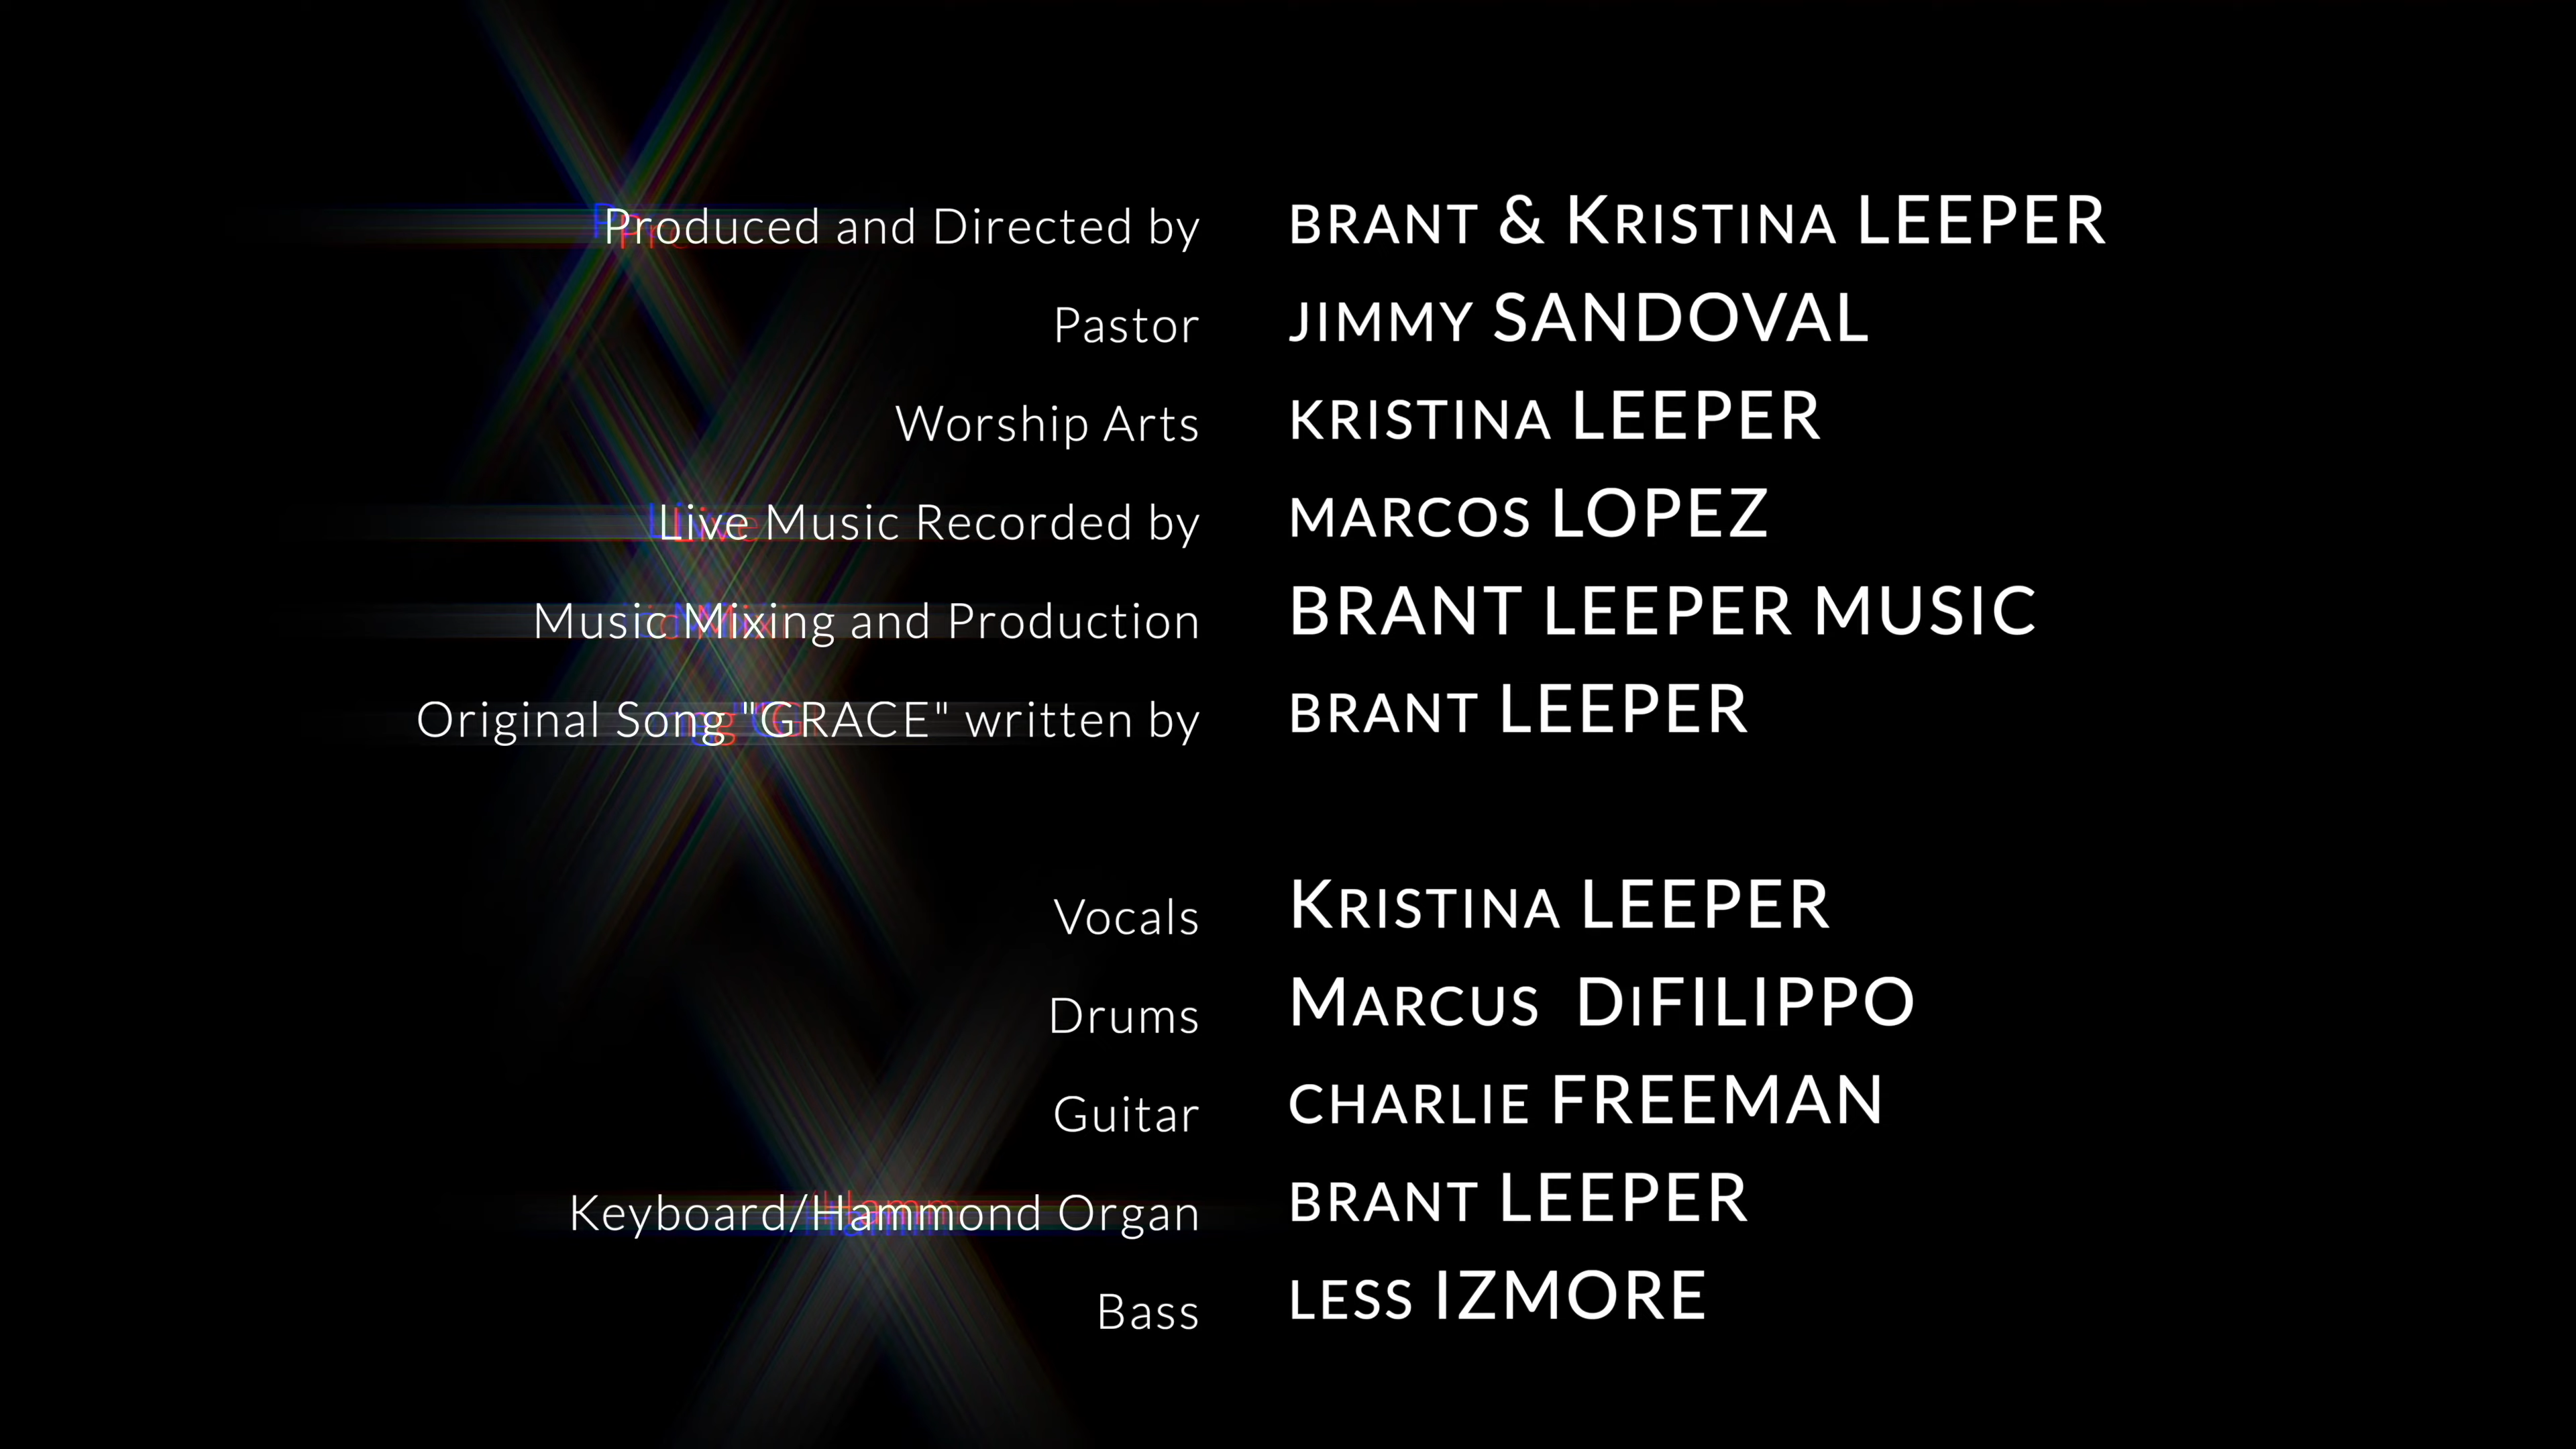 Produced and Directed by BRANT & KRISTINA LEEPER
Pastor JIMMY SANDOVAL
Worship Arts KRISTINA LEEPER
Live Music Recorded by MARCOS LOPEZ
Music Mixing and Production BRANT LEEPER MUSIC
Original Song "GRACE" written by BRANT LEEPER
Vocals KRISTINA LEEPER
Drums MARCUS DiFILIPPO
Guitar CHARLIE FREEMAN
Keyboard/Hammond Organ BRANT LEEPER
Bass LESS IZMORE